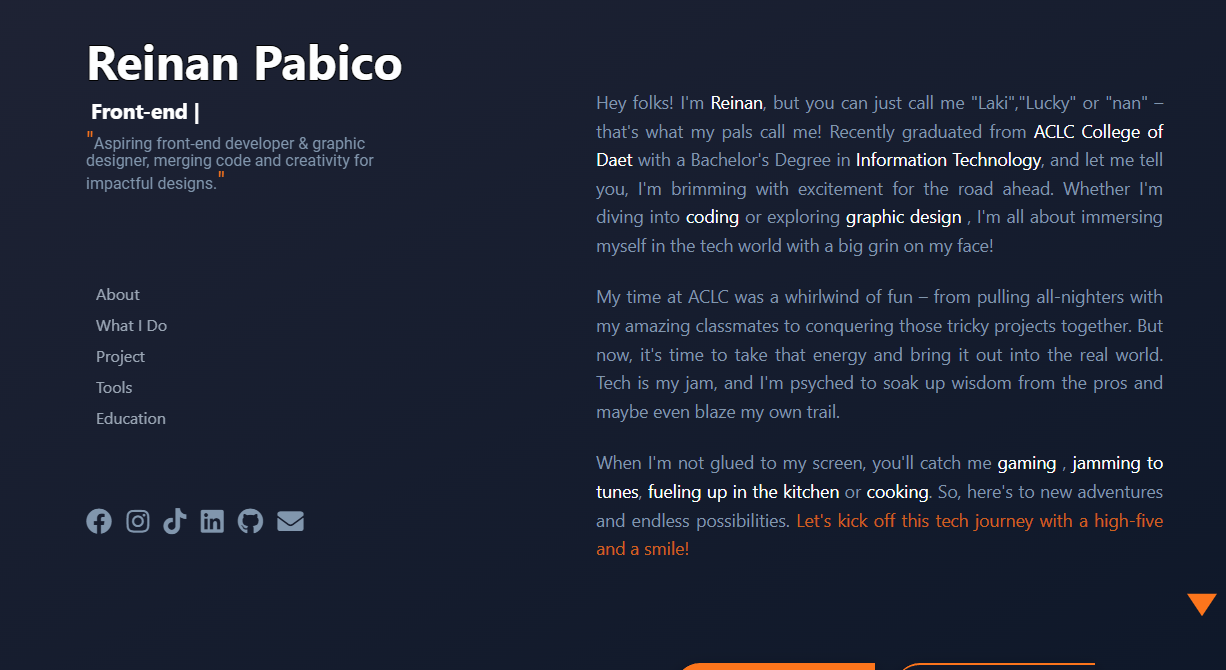 Reinan Pabico
Front-end |
"Aspiring front-end developer & graphic
designer, merging code and creativity for
impactful designs."
About
What I Do
Project
Tools
Education
Hey folks! I'm Reinan, but you can just call me "Laki","Lucky" or "nan" –
that's what my pals call me! Recently graduated from ACLC College of
Daet with a Bachelor's Degree in Information Technology, and let me tell
you, I'm brimming with excitement for the road ahead. Whether I'm
diving into coding or exploring graphic design , I'm all about immersing
myself in the tech world with a big grin on my face!
My time at ACLC was a whirlwind of fun – from pulling all-nighters with
my amazing classmates to conquering those tricky projects together. But
now, it's time to take that energy and bring it out into the real world.
Tech is my jam, and I'm psyched to soak up wisdom from the pros and
maybe even blaze my own trail.
When I'm not glued to my screen, you'll catch me gaming , jamming to
tunes, fueling up in the kitchen or cooking. So, here's to new adventures
and endless possibilities. Let's kick off this tech journey with a high-five
and a smile!